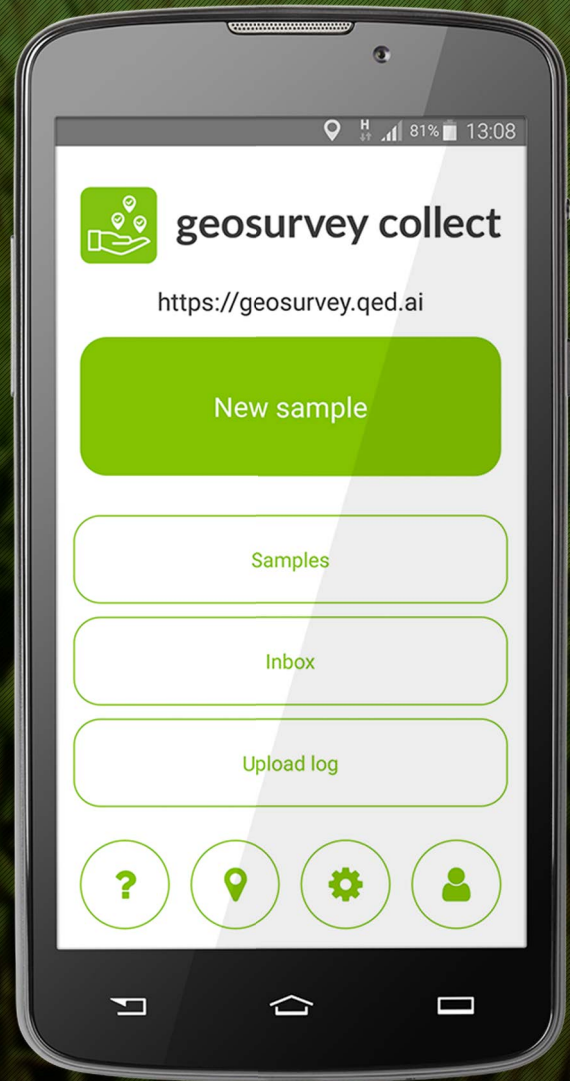 H
81%
13:08
geosurvey collect
https://geosurvey.qed.ai
New sample
Samples
Inbox
Upload log
?